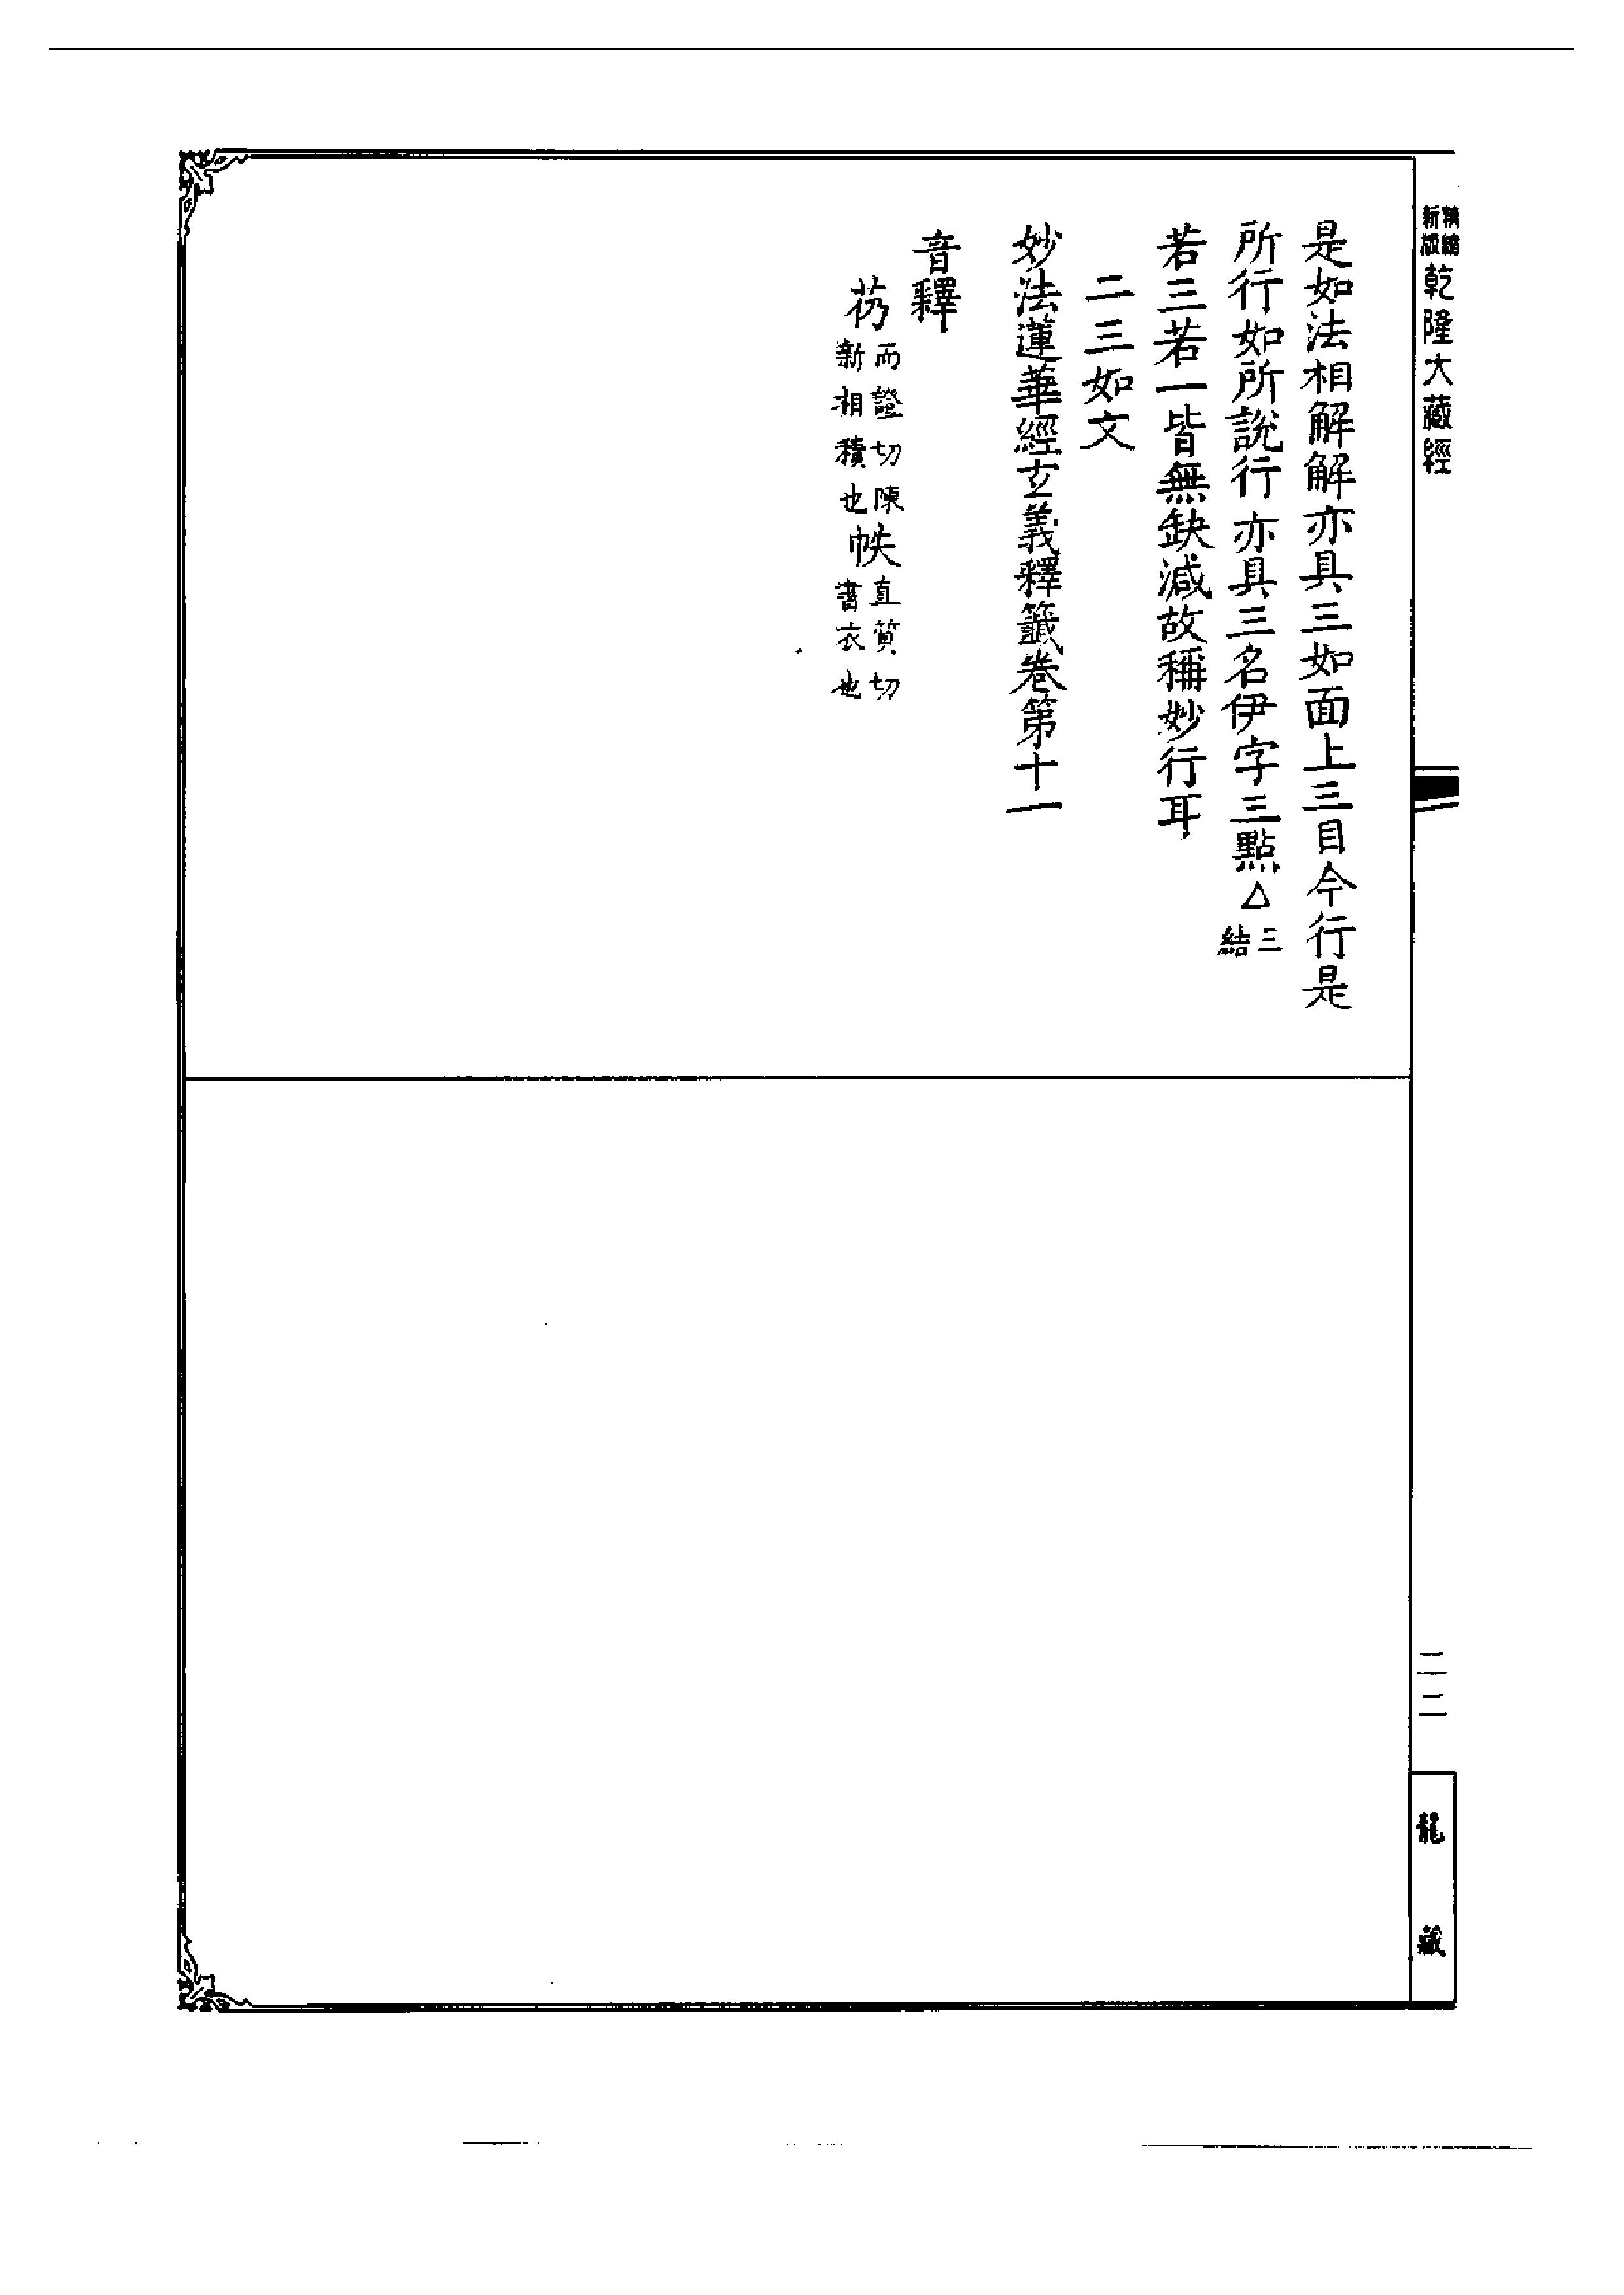 精縮新版乾隆大藏經
是如法相解解亦具三如面上三目今行是
所行如所說行亦具三名伊字三點△三結
若三若一皆無缺減故稱妙行耳
二三如文
妙法蓮華經玄義釋籤卷第十一
音釋
芿而證切陳新相積也帙直質切書衣也
二二
龍藏